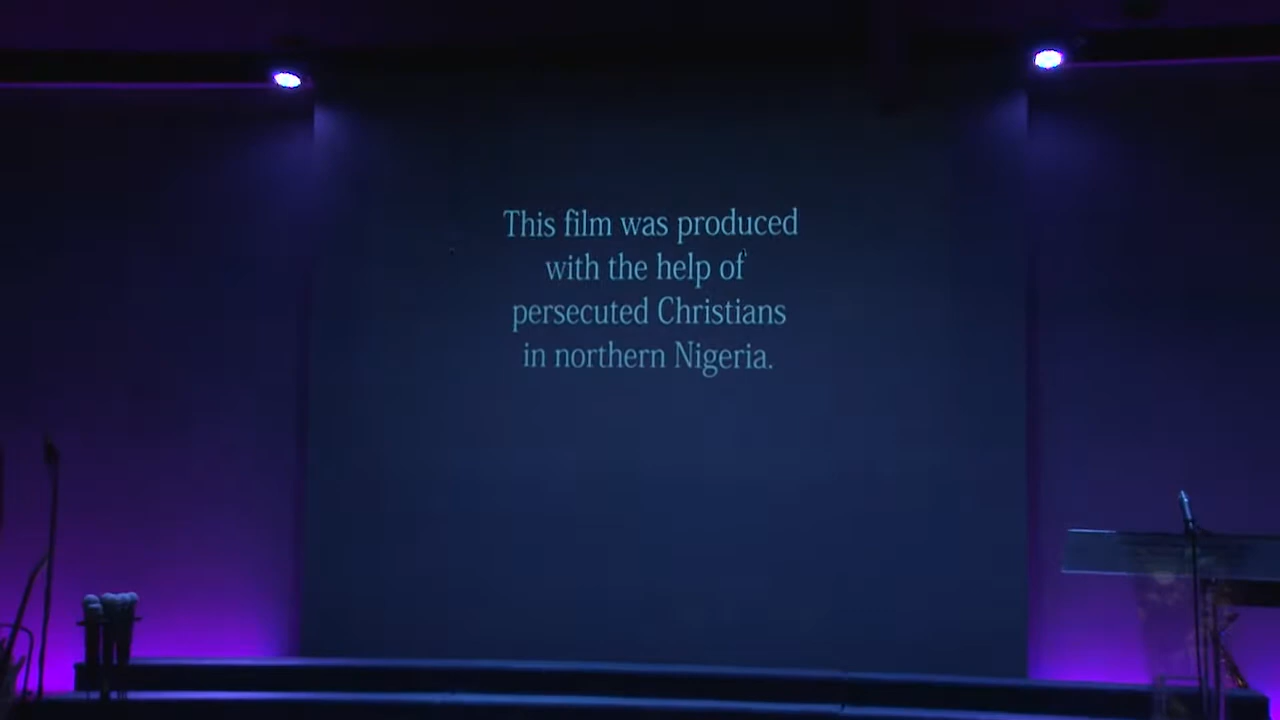 This film was produced
with the help of
persecuted Christians
in northern Nigeria.